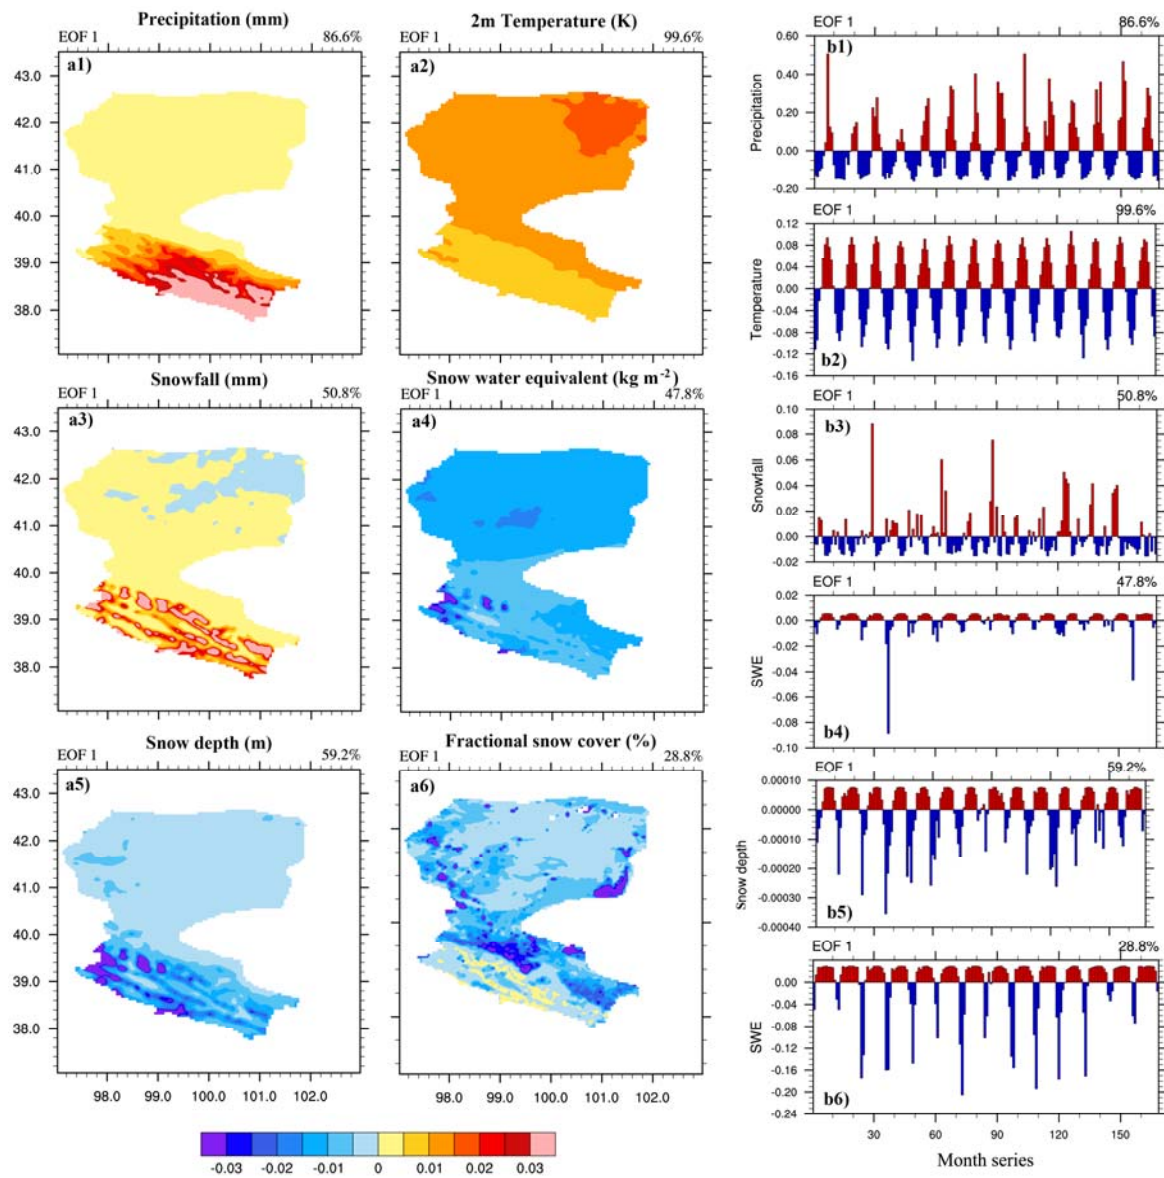 Precipitation (mm)
EOF 1 86.6%
a1)
43.0
42.0
41.0
40.0
39.0
38.0
2m Temperature (K)
EOF 1 99.6%
a2)
Snowfall (mm)
EOF 1 50.8%
a3)
43.0
42.0
41.0
40.0
39.0
38.0
Snow water equivalent (kg m⁻²)
EOF 1 47.8%
a4)
Snow depth (m)
EOF 1 59.2%
a5)
43.0
42.0
41.0
40.0
39.0
38.0
98.0 99.0 100.0 101.0 102.0
Fractional snow cover (%)
EOF 1 28.8%
a6)
98.0 99.0 100.0 101.0 102.0
-0.03 -0.02 -0.01 0 0.01 0.02 0.03
EOF 1 86.6%
b1)
0.60
0.40
0.20
0.00
-0.20
Precipitation
EOF 1 99.6%
0.12
0.08
0.04
0.00
-0.04
-0.08
-0.12
-0.16
Temperature
b2)
EOF 1 50.8%
b3)
0.10
0.08
0.06
0.04
0.02
0.00
-0.02
Snowfall
EOF 1 47.8%
0.02
0.00
-0.02
-0.04
-0.06
-0.08
-0.10
SWE
b4)
EOF 1 59.2%
0.00010
0.00000
-0.00010
-0.00020
-0.00030
-0.00040
Snow depth
b5)
EOF 1 28.8%
0.04
0.00
-0.04
-0.08
-0.12
-0.16
-0.20
-0.24
SWE
b6)
30 60 90 120 150
Month series